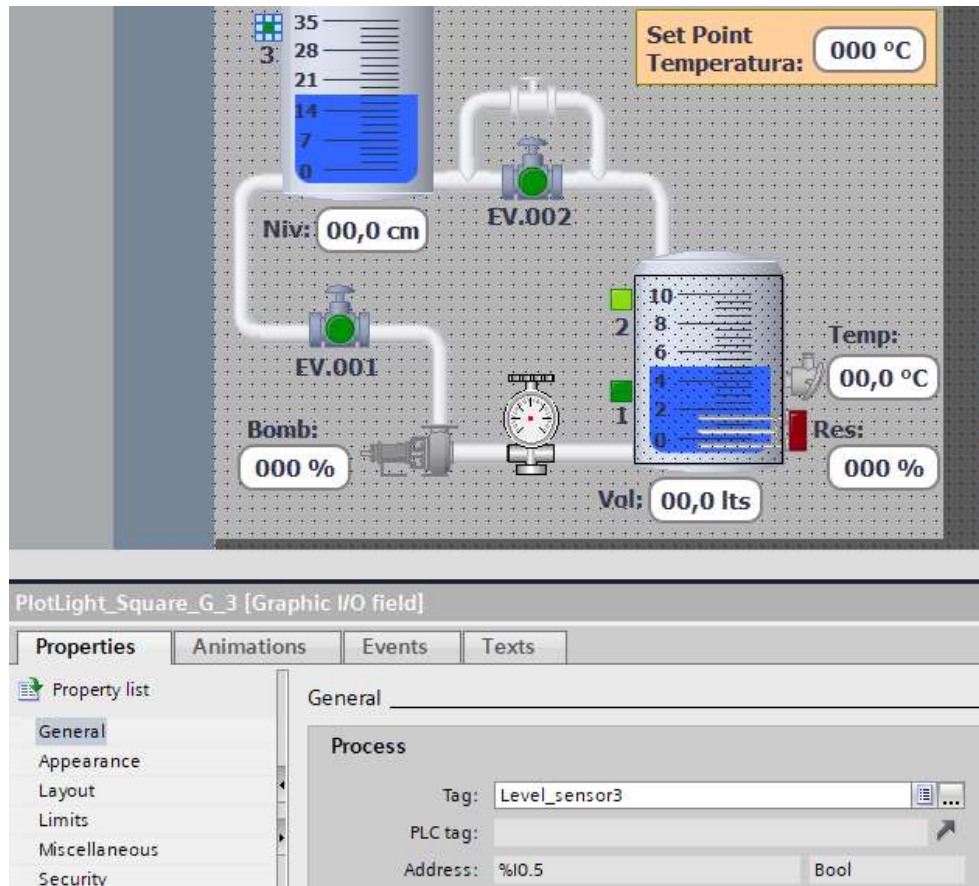 35
3
28
21
14
7
0
Set Point
Temperatura:
000 °C
Niv:
00,0 cm
EV.002
EV.001
10
2
8
6
4
1
2
0
Temp:
00,0 °C
Bomb:
000 %
Res:
000 %
Vol:
00,0 lts
PlotLight_Square_G_3 [Graphic I/O field]
Properties
Animations
Events
Texts
Property list
General
Appearance
Layout
Limits
Miscellaneous
Security
General
Process
Tag:
Level_sensor3
...
PLC tag:
Address:
%I0.5
Bool